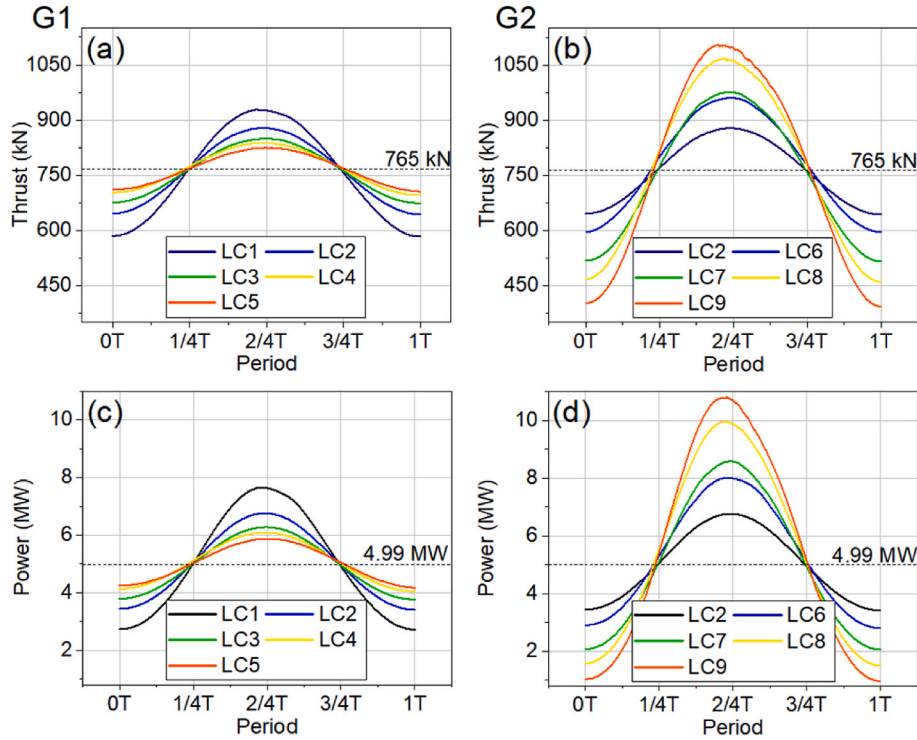 G1
G2
(a)
1050
900
750
600
450
Thrust (kN)
765 kN
LC1 LC2
LC3 LC4
LC5
0T 1/4T 2/4T 3/4T 1T
Period
(b)
1050
900
750
600
450
Thrust (kN)
765 kN
LC2 LC6
LC7 LC8
LC9
0T 1/4T 2/4T 3/4T 1T
Period
(c)
10
8
6
4
2
Power (MW)
4.99 MW
LC1 LC2
LC3 LC4
LC5
0T 1/4T 2/4T 3/4T 1T
Period
(d)
10
8
6
4
2
Power (MW)
4.99 MW
LC2 LC6
LC7 LC8
LC9
0T 1/4T 2/4T 3/4T 1T
Period